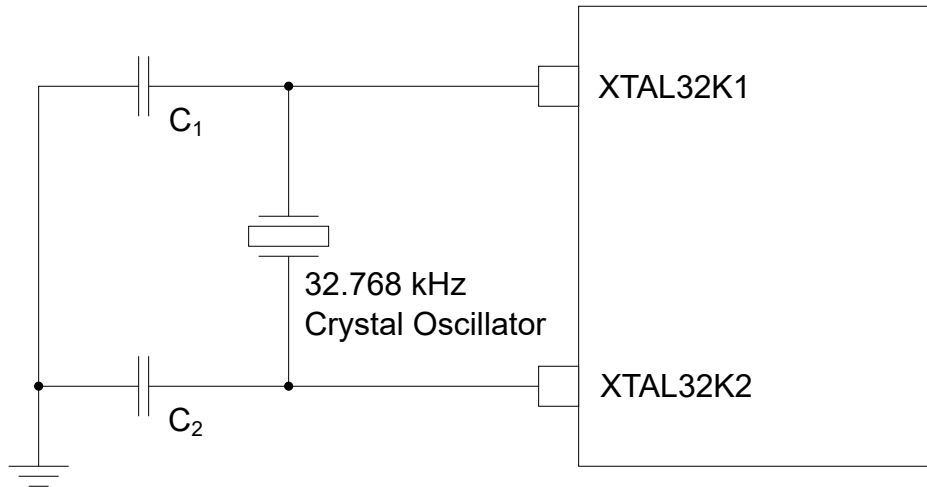 XTAL32K1
C₁
32.768 kHz
Crystal Oscillator
XTAL32K2
C₂